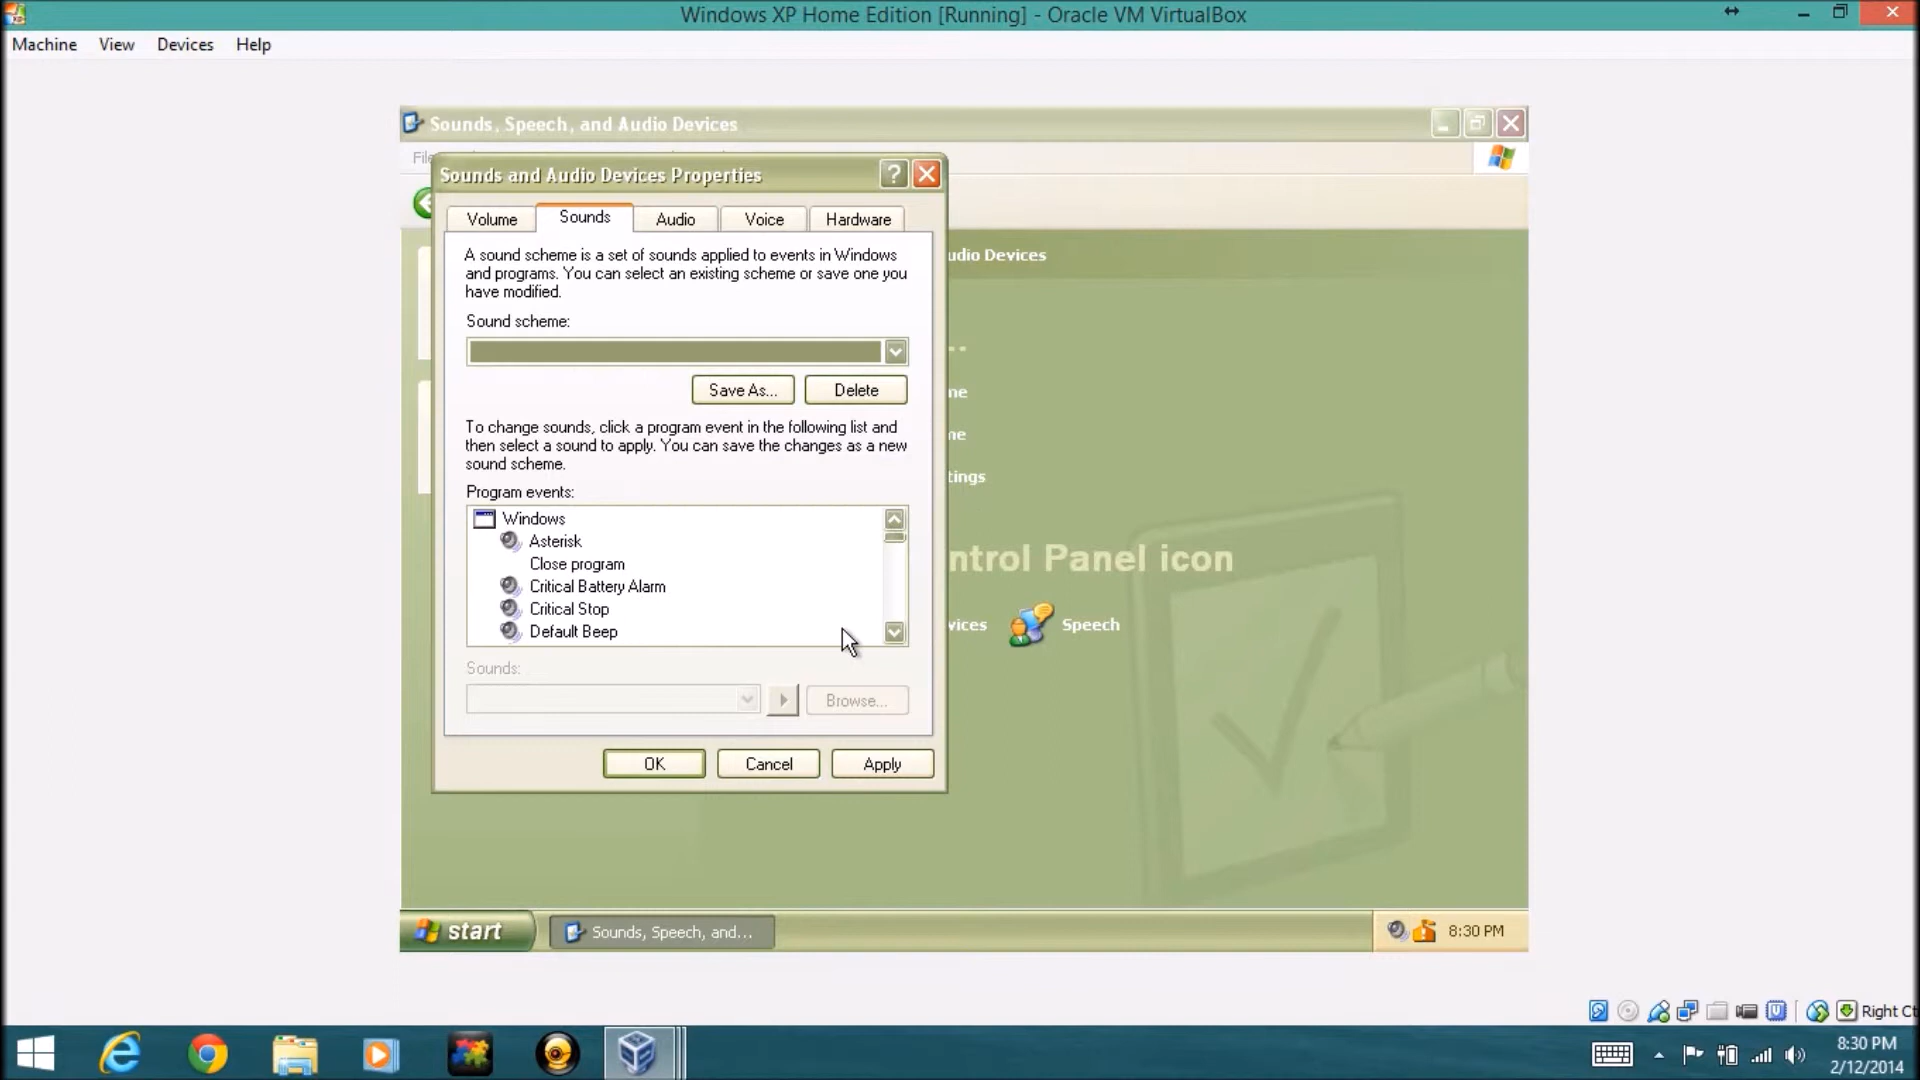 Windows XP Home Edition [Running] - Oracle VM VirtualBox
Machine View Devices Help
Sounds, Speech, and Audio Devices
File
Sounds and Audio Devices Properties
Volume Sounds Audio Voice Hardware
A sound scheme is a set of sounds applied to events in Windows
and programs. You can select an existing scheme or save one you
have modified.
udio Devices
Sound scheme:
Save As... Delete
me
To change sounds, click a program event in the following list and
then select a sound to apply. You can save the changes as a new
sound scheme.
me
tings
Program events:
Windows
Asterisk
Close program
Critical Battery Alarm
Critical Stop
Default Beep
ntrol Panel icon
vices Speech
Sounds:
Browse...
OK Cancel Apply
start Sounds, Speech, and... 8:30 PM
Right Ct
8:30 PM
2/12/2014